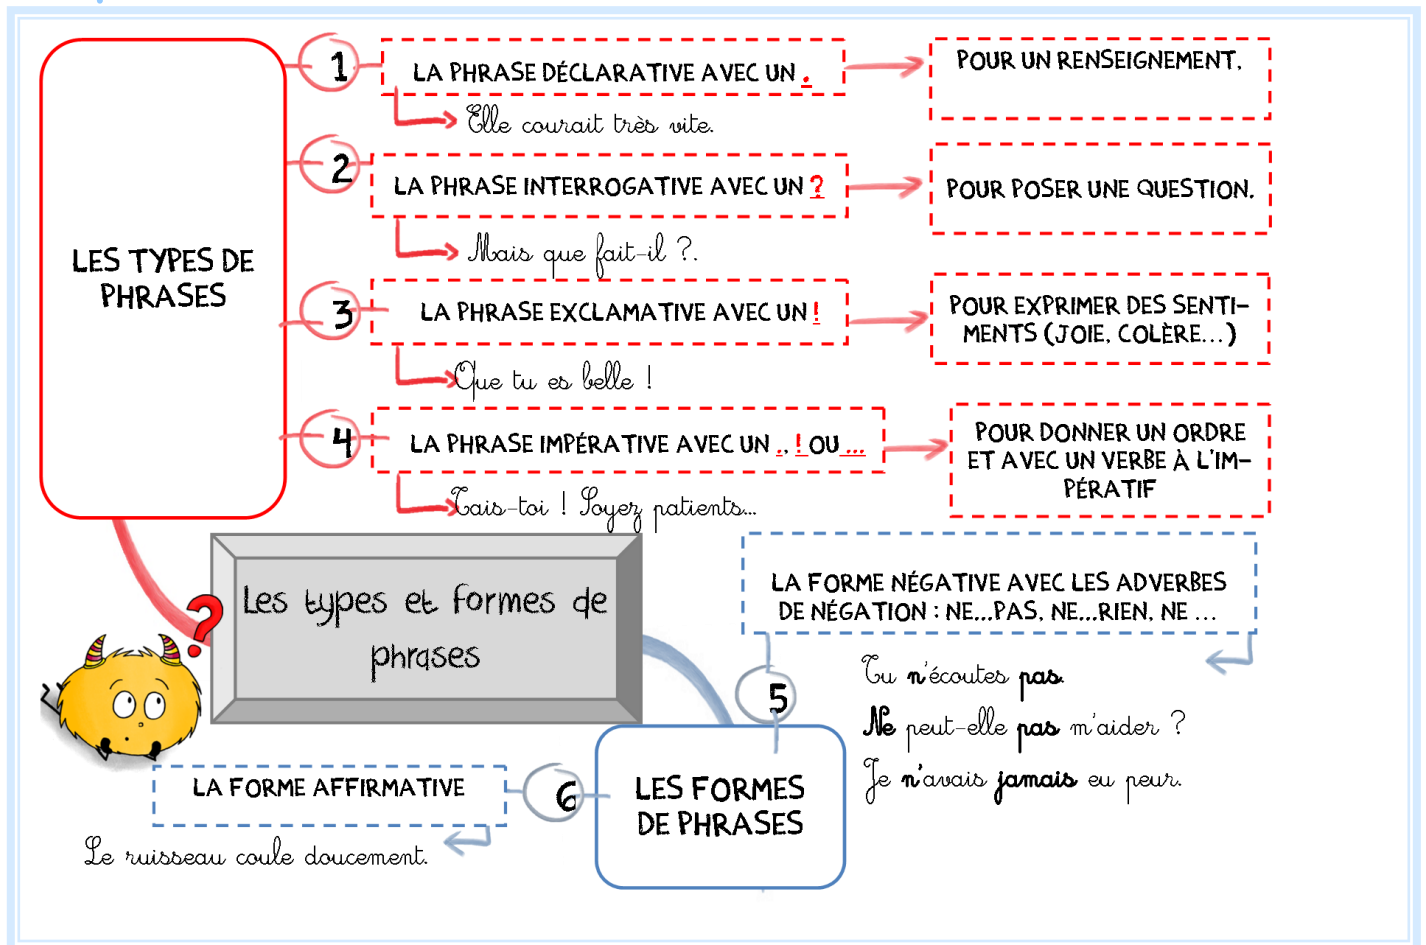 LES TYPES DE
PHRASES
1
LA PHRASE DÉCLARATIVE AVEC UN .
POUR UN RENSEIGNEMENT.
Elle courait très vite.
2
LA PHRASE INTERROGATIVE AVEC UN ?
POUR POSER UNE QUESTION.
Mais que fait-il ?.
3
LA PHRASE EXCLAMATIVE AVEC UN !
POUR EXPRIMER DES SENTI-
MENTS (JOIE, COLÈRE...)
Que tu es belle !
4
LA PHRASE IMPÉRATIVE AVEC UN ., ! OU ...
POUR DONNER UN ORDRE
ET AVEC UN VERBE À L'IM-
PÉRATIF
Tais-toi ! Soyez patients...
Les types et formes de
phrases
?
LA FORME NÉGATIVE AVEC LES ADVERBES
DE NÉGATION : NE...PAS, NE...RIEN, NE ...
5
Tu n'écoutes pas.
Ne peut-elle pas m'aider ?
Je n'avais jamais eu peur.
LES FORMES
DE PHRASES
6
LA FORME AFFIRMATIVE
Le ruisseau coule doucement.